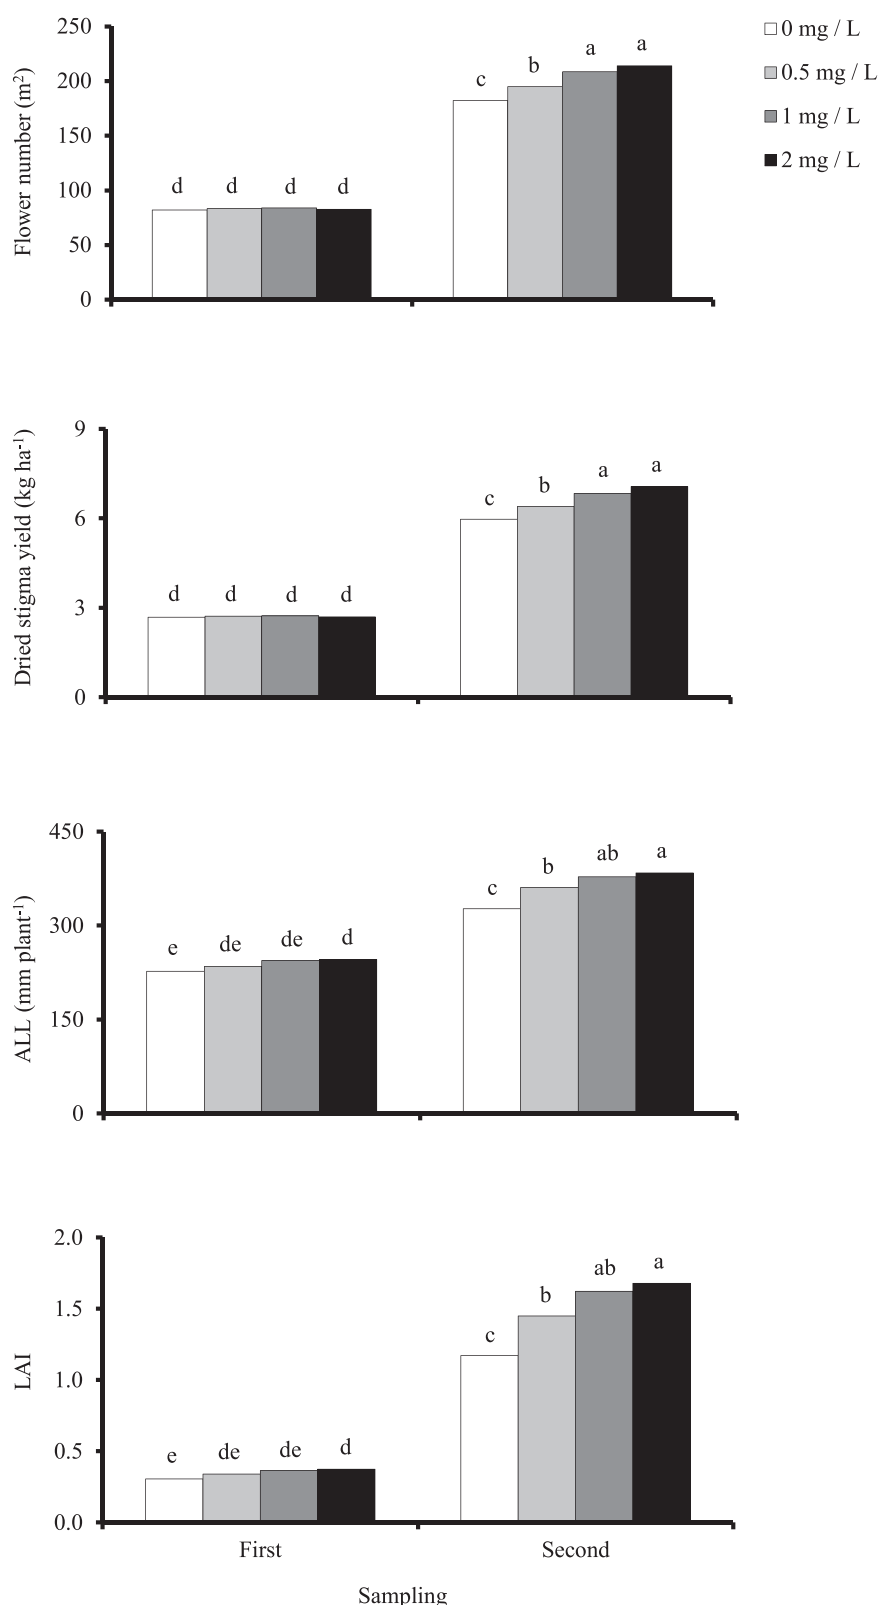 250
200
150
100
50
0
Flower number (m²)
d d d d c b a a
0 mg / L
0.5 mg / L
1 mg / L
2 mg / L
9
6
3
0
Dried stigma yield (kg ha⁻¹)
d d d d c b a a
450
300
150
0
ALL (mm plant⁻¹)
e de de d c b ab a
2.0
1.5
1.0
0.5
0.0
LAI
e de de d c b ab a
First Second
Sampling